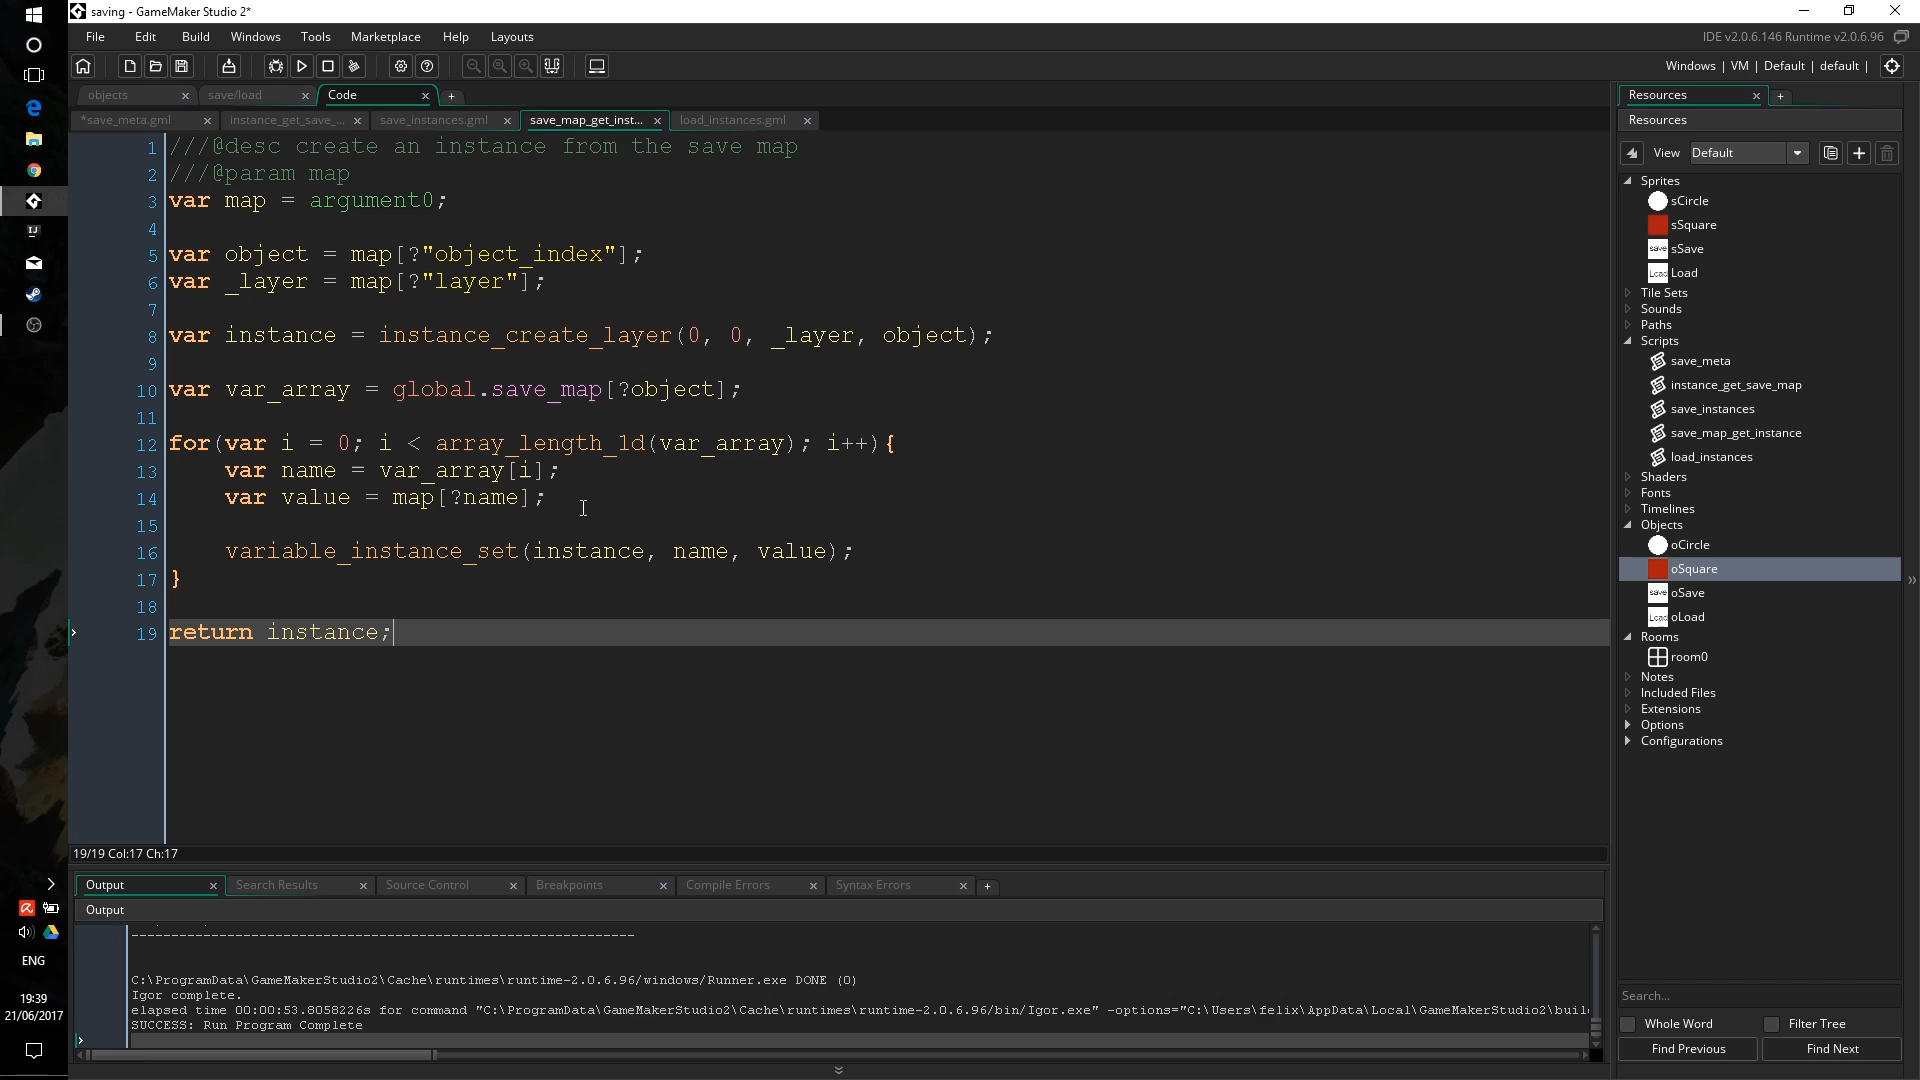 saving - GameMaker Studio 2*
File Edit Build Windows Tools Marketplace Help Layouts
IDE v2.0.6.146 Runtime v2.0.6.96
Windows | VM | Default | default |
objects save/load Code
*save_meta.gml instance_get_save_... save_instances.gml save_map_get_inst... load_instances.gml
1 ///@desc create an instance from the save map
2 ///@param map
3 var map = argument0;
4
5 var object = map[?"object_index"];
6 var _layer = map[?"layer"];
7
8 var instance = instance_create_layer(0, 0, _layer, object);
9
10 var var_array = global.save_map[?object];
11
12 for(var i = 0; i < array_length_1d(var_array); i++){
13 var name = var_array[i];
14 var value = map[?name];
15
16 variable_instance_set(instance, name, value);
17 }
18
19 return instance;
19/19 Col:17 Ch:17
Output Search Results Source Control Breakpoints Compile Errors Syntax Errors
Output
C:\ProgramData\GameMakerStudio2\Cache\runtimes\runtime-2.0.6.96/windows/Runner.exe DONE (0)
Igor complete.
elapsed time 00:00:53.8058226s for command "C:\ProgramData\GameMakerStudio2\Cache\runtimes\runtime-2.0.6.96/bin/Igor.exe" -options="C:\Users\felix\AppData\Local\GameMakerStudio2\buil
SUCCESS: Run Program Complete
Resources
Resources
View Default
Sprites
sCircle
sSquare
save sSave
Load Load
Tile Sets
Sounds
Paths
Scripts
save_meta
instance_get_save_map
save_instances
save_map_get_instance
load_instances
Shaders
Fonts
Timelines
Objects
oCircle
oSquare
save oSave
Load oLoad
Rooms
room0
Notes
Included Files
Extensions
Options
Configurations
Search...
Whole Word Filter Tree
Find Previous Find Next
IJ
ENG
19:39
21/06/2017